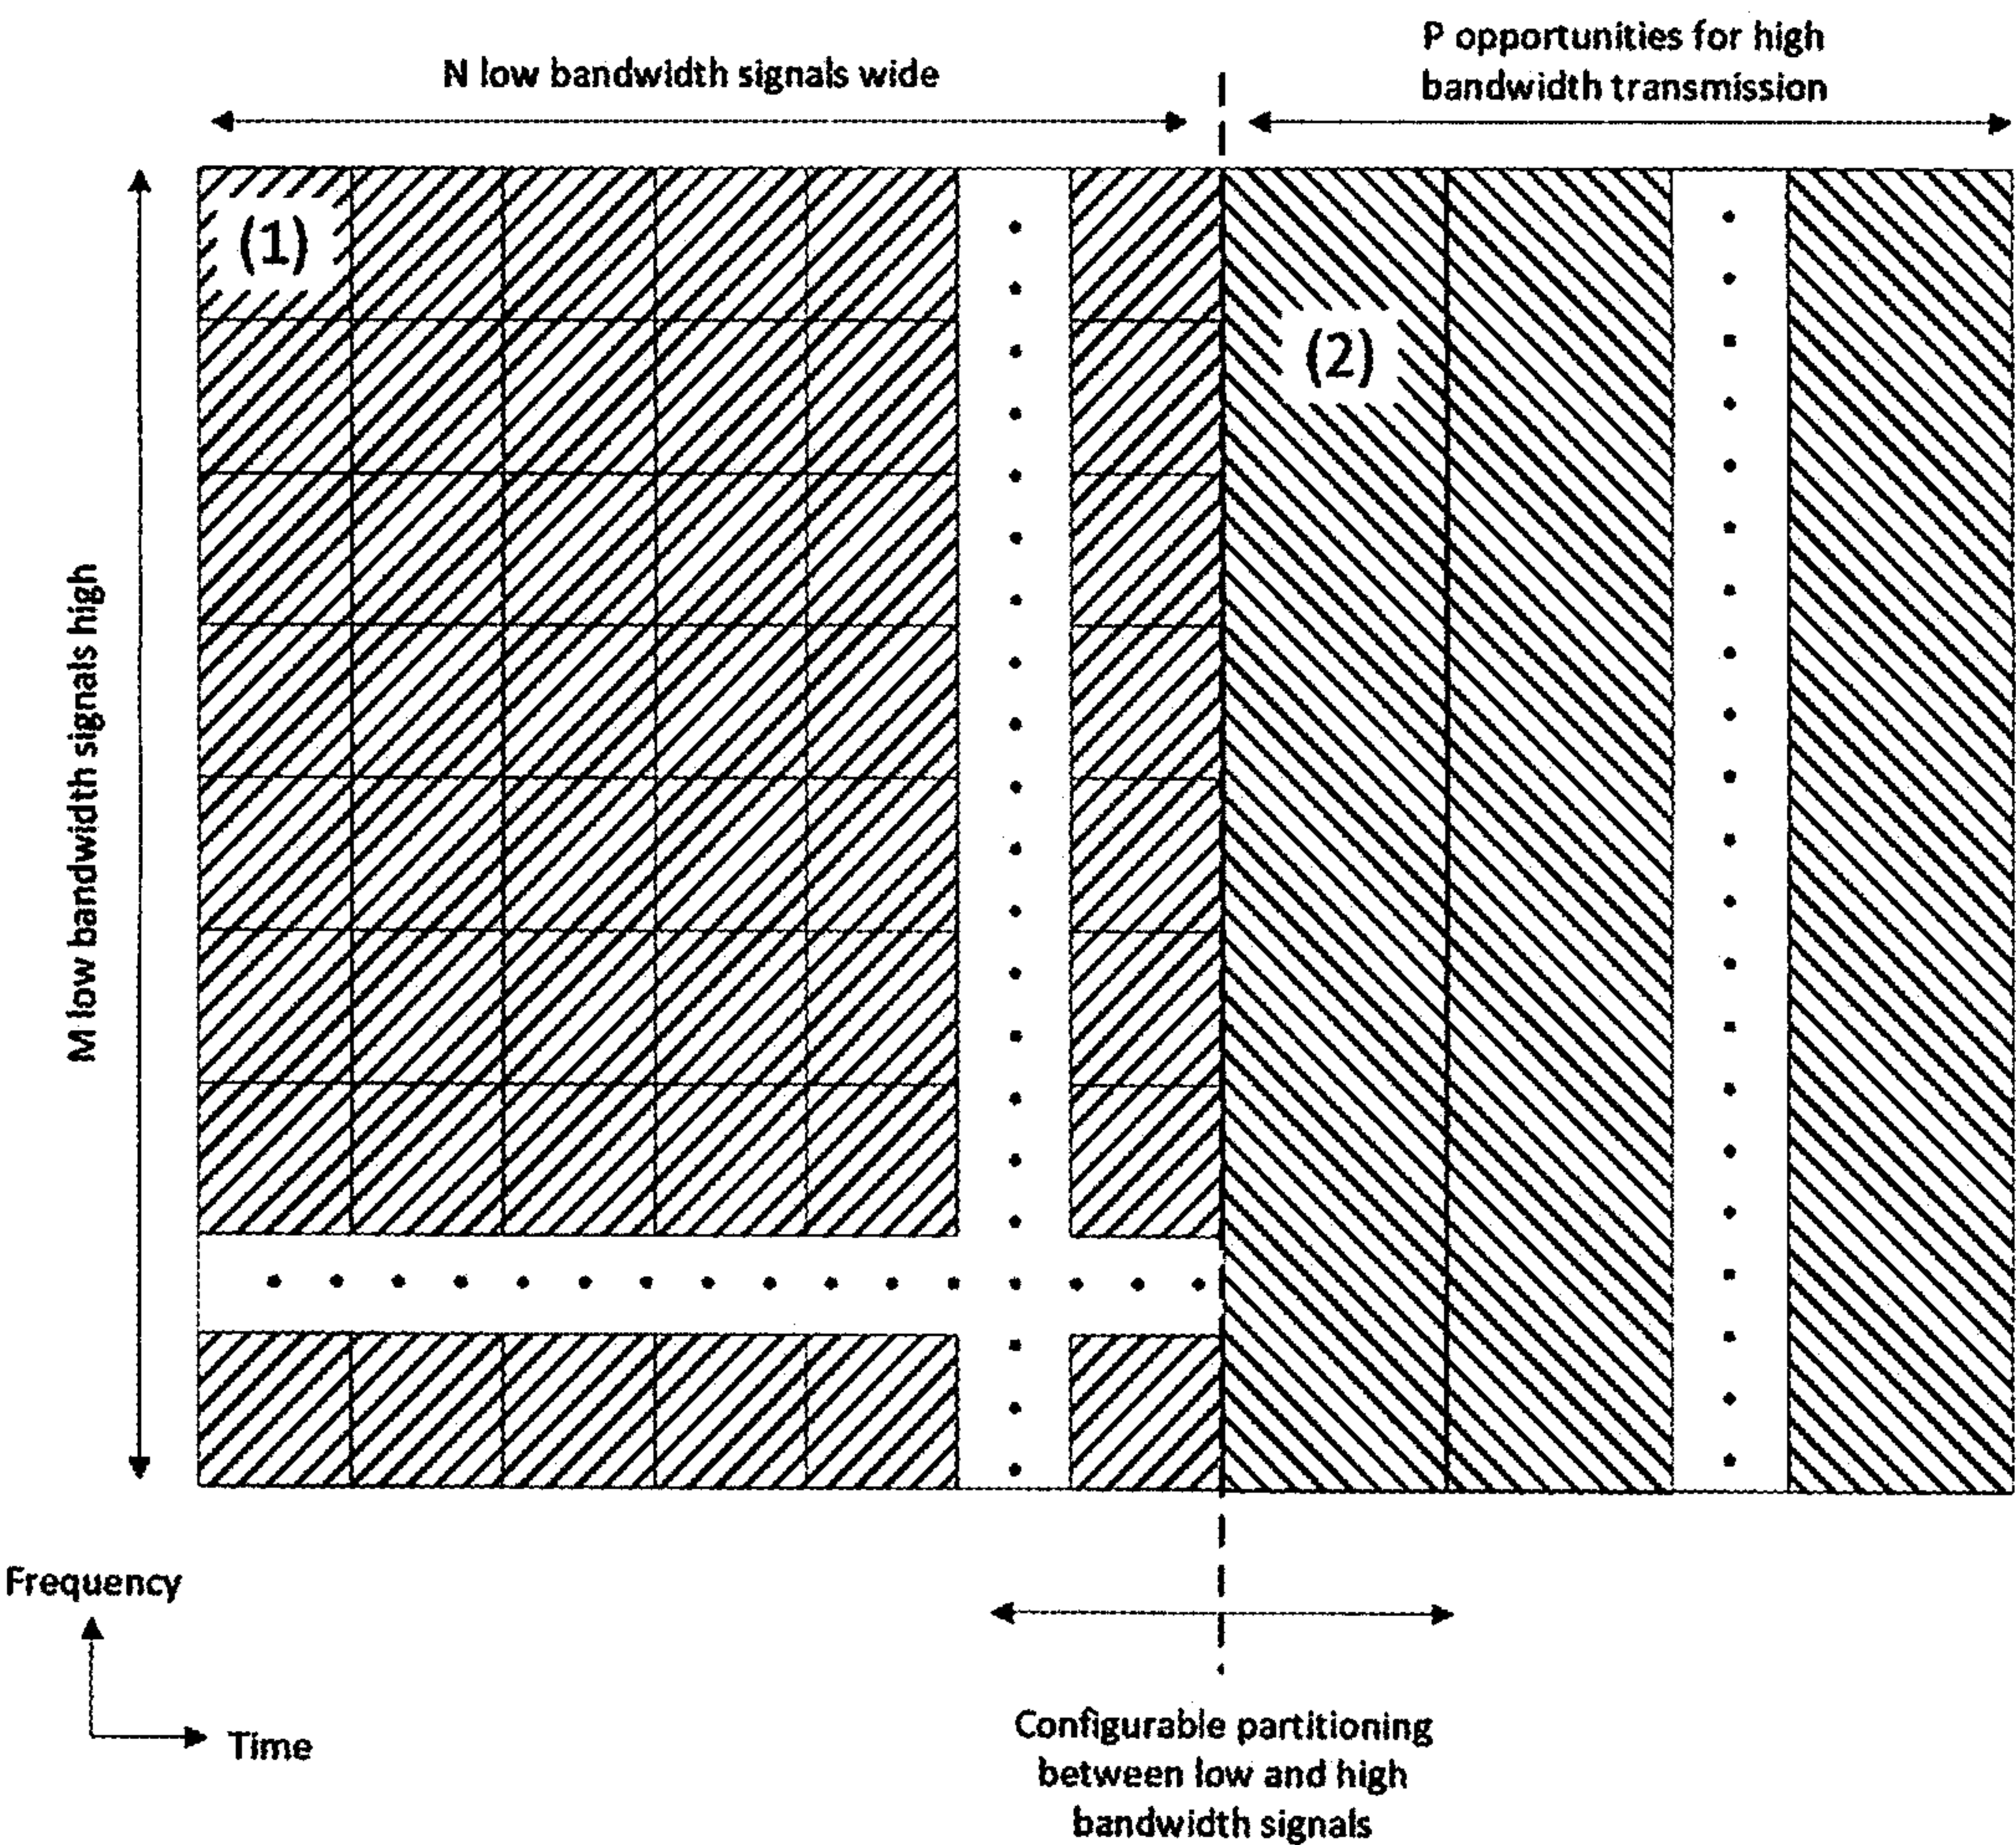 N low bandwidth signals wide
P opportunities for high
bandwidth transmission
M low bandwidth signals high
(1)
(2)
Frequency
Time
Configurable partitioning
between low and high
bandwidth signals